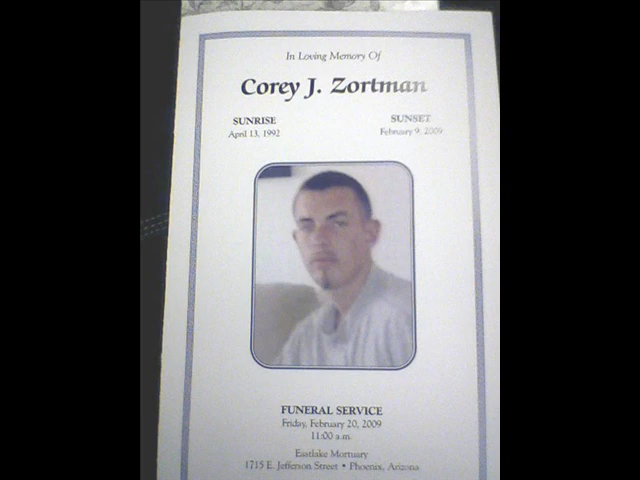 In Loving Memory Of
Corey J. Zortman
SUNRISE
April 13, 1992
SUNSET
February 9, 2009
FUNERAL SERVICE
Friday, February 20, 2009
11:00 a.m.
Eastlake Mortuary
1715 E. Jefferson Street • Phoenix, Arizona